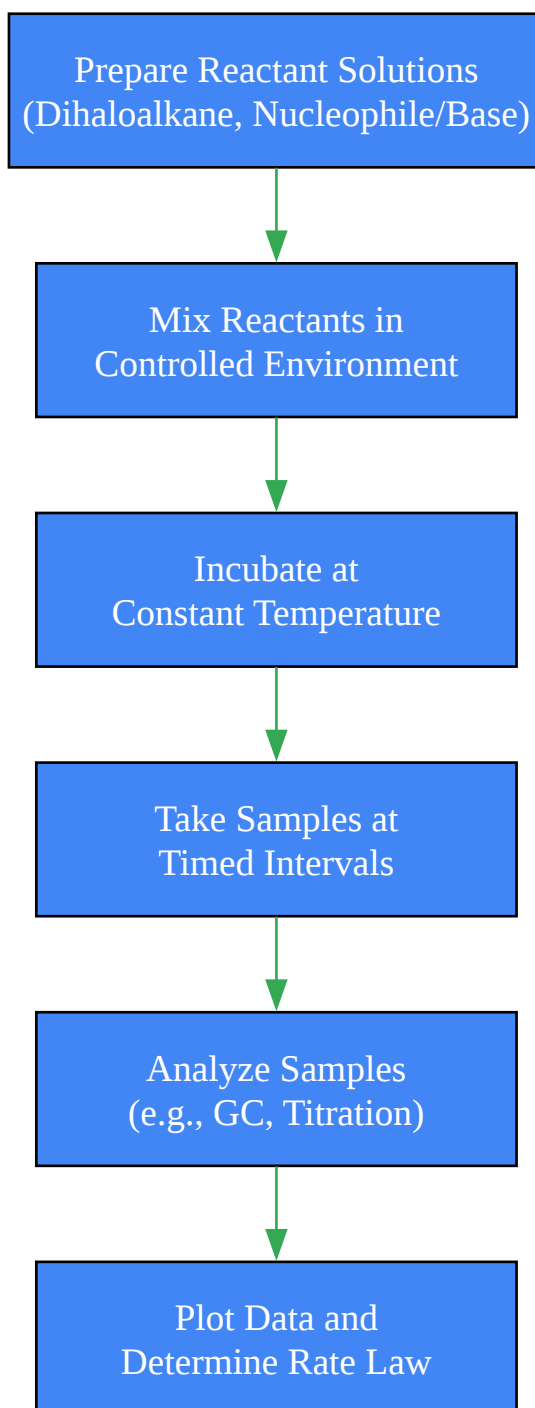 Prepare Reactant Solutions
(Dihaloalkane, Nucleophile/Base)
Mix Reactants in
Controlled Environment
Incubate at
Constant Temperature
Take Samples at
Timed Intervals
Analyze Samples
(e.g., GC, Titration)
Plot Data and
Determine Rate Law